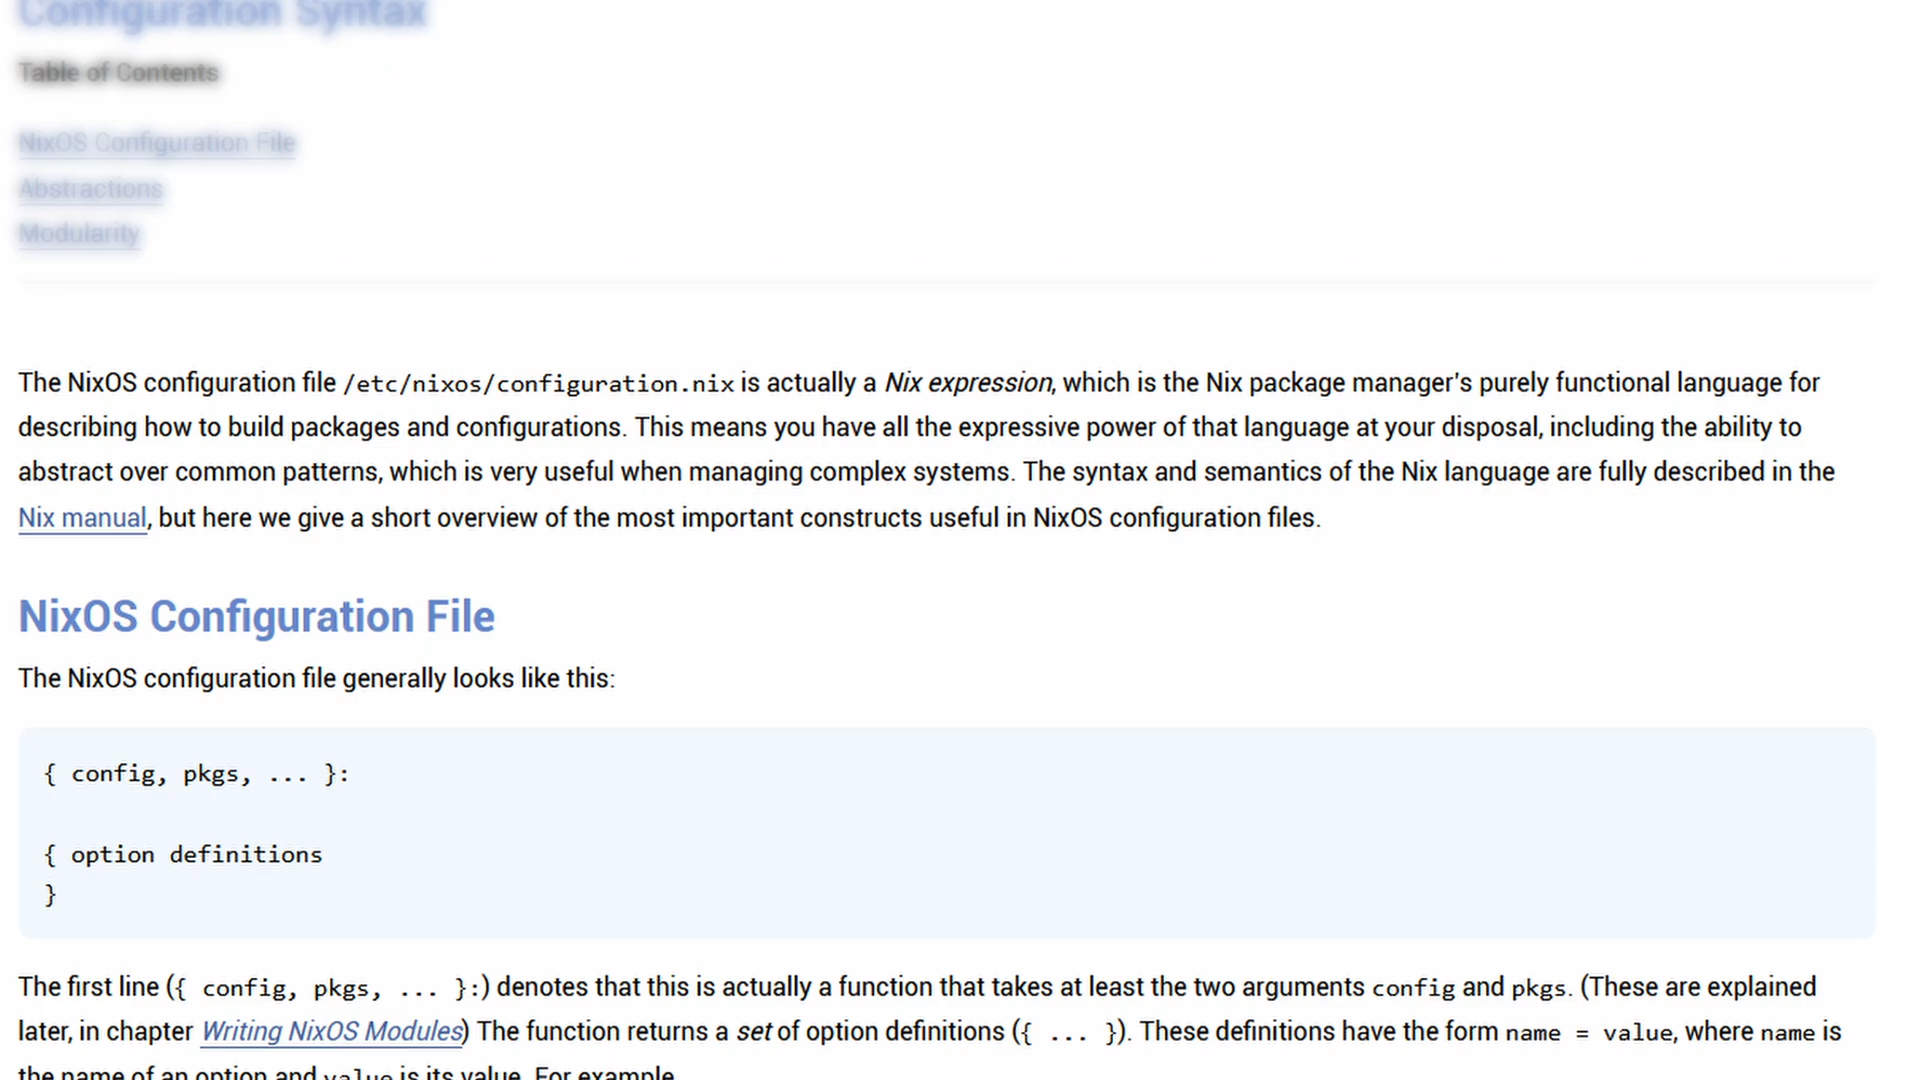 Configuration Syntax
Table of Contents
NixOS Configuration File
Abstractions
Modularity
The NixOS configuration file /etc/nixos/configuration.nix is actually a Nix expression, which is the Nix package manager's purely functional language for
describing how to build packages and configurations. This means you have all the expressive power of that language at your disposal, including the ability to
abstract over common patterns, which is very useful when managing complex systems. The syntax and semantics of the Nix language are fully described in the
Nix manual, but here we give a short overview of the most important constructs useful in NixOS configuration files.
NixOS Configuration File
The NixOS configuration file generally looks like this:
{ config, pkgs, ... }:
{ option definitions
}
The first line ({ config, pkgs, ... }:) denotes that this is actually a function that takes at least the two arguments config and pkgs. (These are explained
later, in chapter Writing NixOS Modules) The function returns a set of option definitions ({ ... }). These definitions have the form name = value, where name is
the name of an option and value is its value. For example,